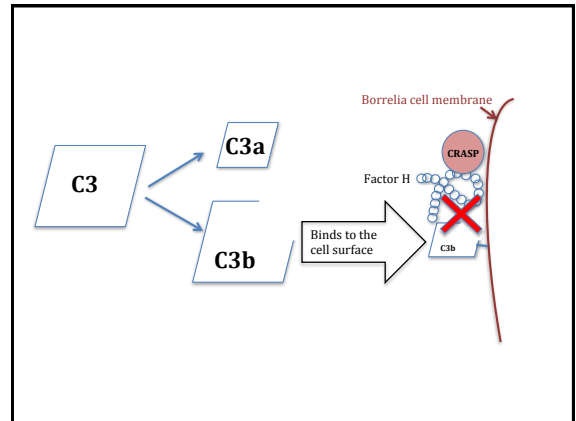 C3
C3a
C3b
Binds to the
cell surface
Borrelia cell membrane
CRASP
Factor H
C3b